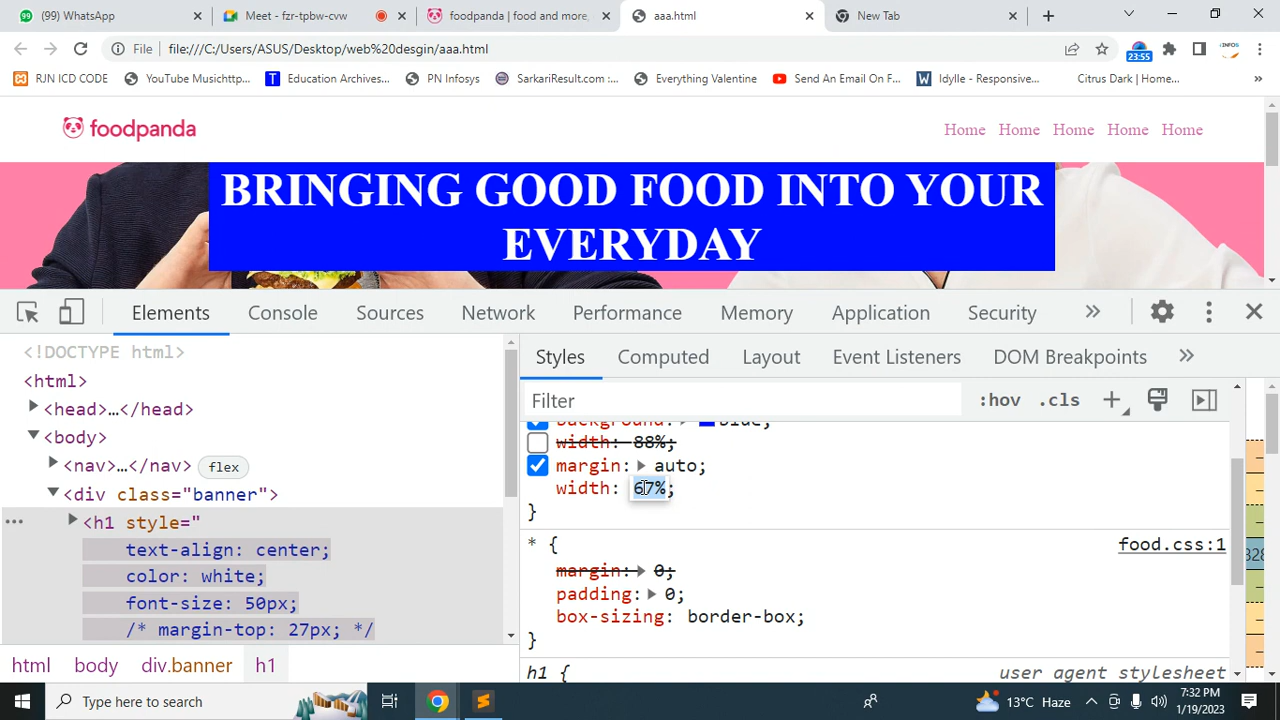 (99) WhatsApp
Meet - fzr-tpbw-cvw
foodpanda | food and more,
aaa.html
New Tab
File file:///C:/Users/ASUS/Desktop/web%20desgin/aaa.html
23:55
RJN ICD CODE
YouTube Musichttp...
Education Archives...
PN Infosys
SarkariResult.com :...
Everything Valentine
Send An Email On F...
Idylle - Responsive...
Citrus Dark | Home...
foodpanda
Home Home Home Home Home
BRINGING GOOD FOOD INTO YOUR
EVERYDAY
Elements Console Sources Network Performance Memory Application Security
<!DOCTYPE html>
<html>
<head>…</head>
<body>
<nav>…</nav> flex
<div class="banner">
<h1 style="
text-align: center;
color: white;
font-size: 50px;
/* margin-top: 27px; */
html body div.banner h1
Styles Computed Layout Event Listeners DOM Breakpoints
Filter :hov .cls
background: blue;
width: 88%;
margin: auto;
width: 67%;
}
* { food.css:1
margin: 0;
padding: 0;
box-sizing: border-box;
}
h1 { user agent stylesheet
328
Type here to search
13°C Haze
7:32 PM
1/19/2023